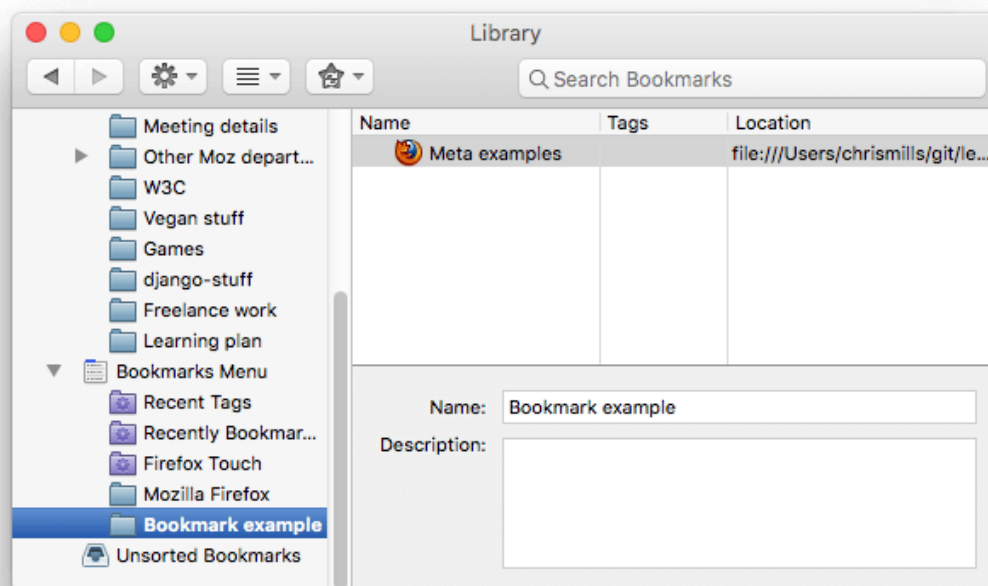 Library
Search Bookmarks
Meeting details
Other Moz depart...
W3C
Vegan stuff
Games
django-stuff
Freelance work
Learning plan
Bookmarks Menu
Recent Tags
Recently Bookmar...
Firefox Touch
Mozilla Firefox
Bookmark example
Unsorted Bookmarks
Name Tags Location
Meta examples file:///Users/chrismills/git/le...
Name: Bookmark example
Description: